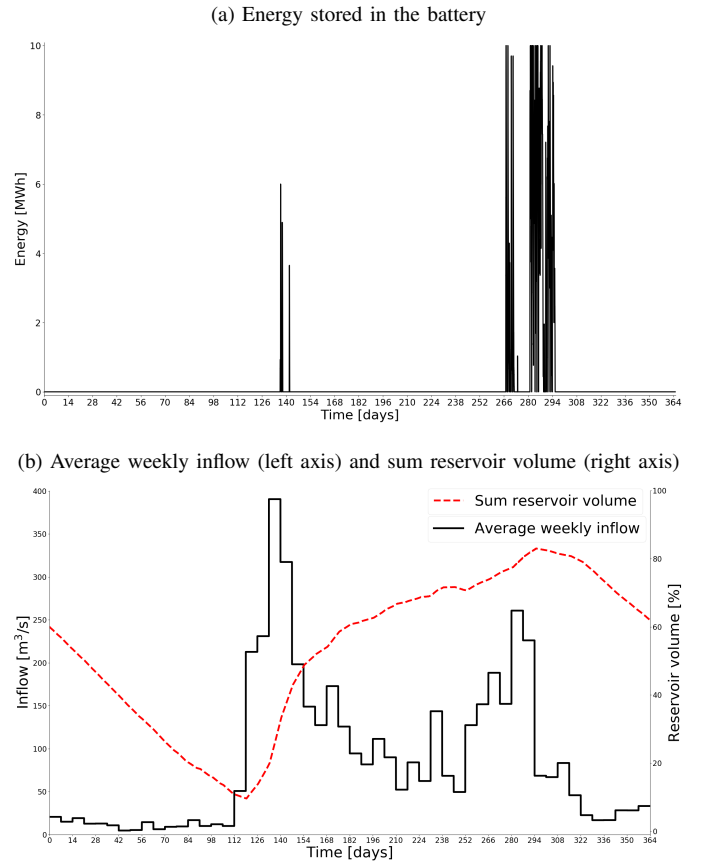 (a) Energy stored in the battery
10
8
6
4
2
0
Energy [MWh]
0 14 28 42 56 70 84 98 112 126 140 154 168 182 196 210 224 238 252 266 280 294 308 322 336 350 364
Time [days]
(b) Average weekly inflow (left axis) and sum reservoir volume (right axis)
400
350
300
250
200
150
100
50
0
Inflow [m³/s]
Sum reservoir volume
Average weekly inflow
100
80
60
40
20
0
Reservoir volume [%]
0 14 28 42 56 70 84 98 112 126 140 154 168 182 196 210 224 238 252 266 280 294 308 322 336 350 364
Time [days]